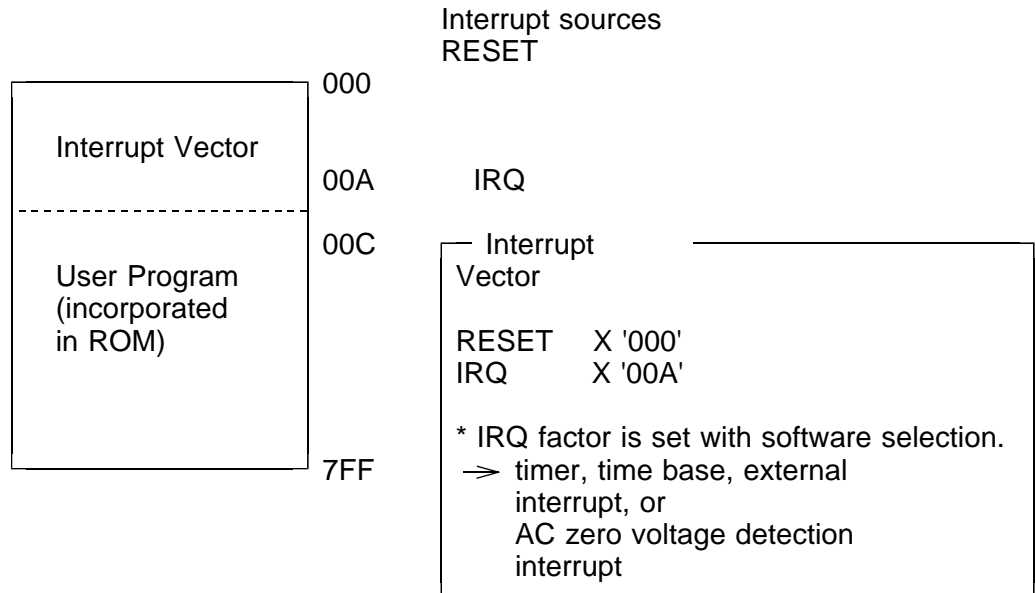 Interrupt sources
RESET
000
Interrupt Vector
00A IRQ
00C
User Program
(incorporated
in ROM)
7FF
Interrupt
Vector
RESET X '000'
IRQ X '00A'
* IRQ factor is set with software selection.
timer, time base, external
interrupt, or
AC zero voltage detection
interrupt